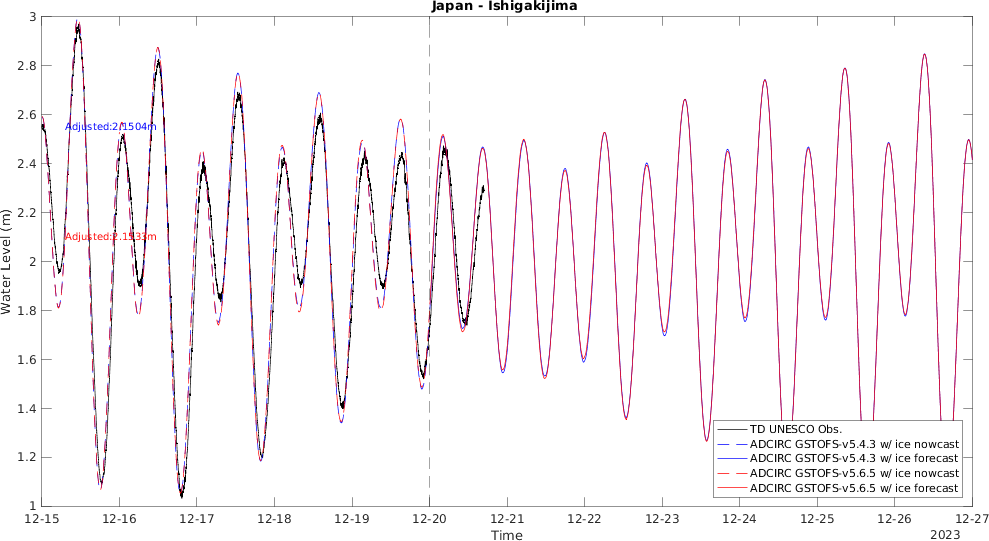 Japan - Ishigakijima
3
2.8
2.6
2.4
2.2
2
1.8
1.6
1.4
1.2
1
Water Level (m)
Adjusted:2.1504m
Adjusted:2.1533m
TD UNESCO Obs.
ADCIRC GSTOFS-v5.4.3 w/ ice nowcast
ADCIRC GSTOFS-v5.4.3 w/ ice forecast
ADCIRC GSTOFS-v5.6.5 w/ ice nowcast
ADCIRC GSTOFS-v5.6.5 w/ ice forecast
12-15 12-16 12-17 12-18 12-19 12-20 12-21 12-22 12-23 12-24 12-25 12-26 12-27
Time
2023